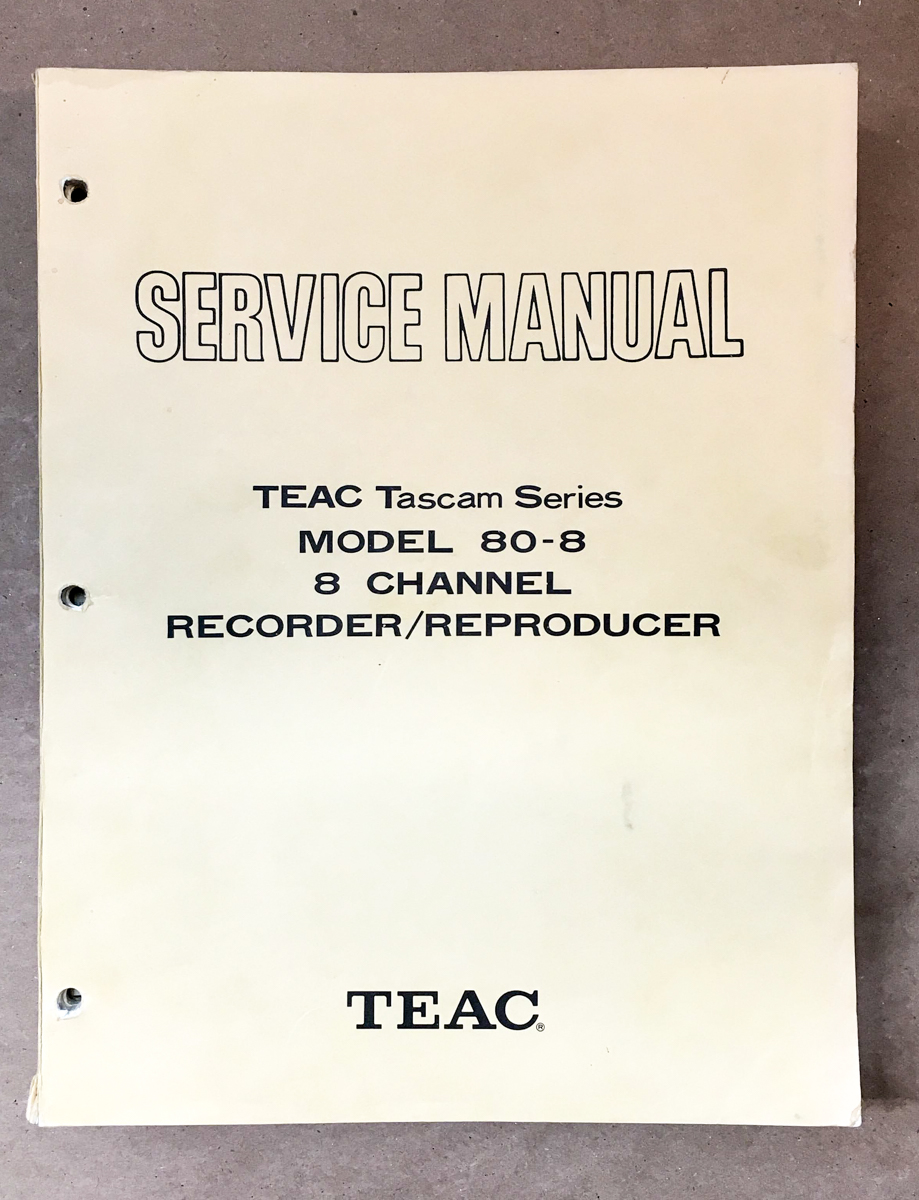 SERVICE MANUAL
TEAC Tascam Series
MODEL 80-8
8 CHANNEL
RECORDER/REPRODUCER
TEAC®